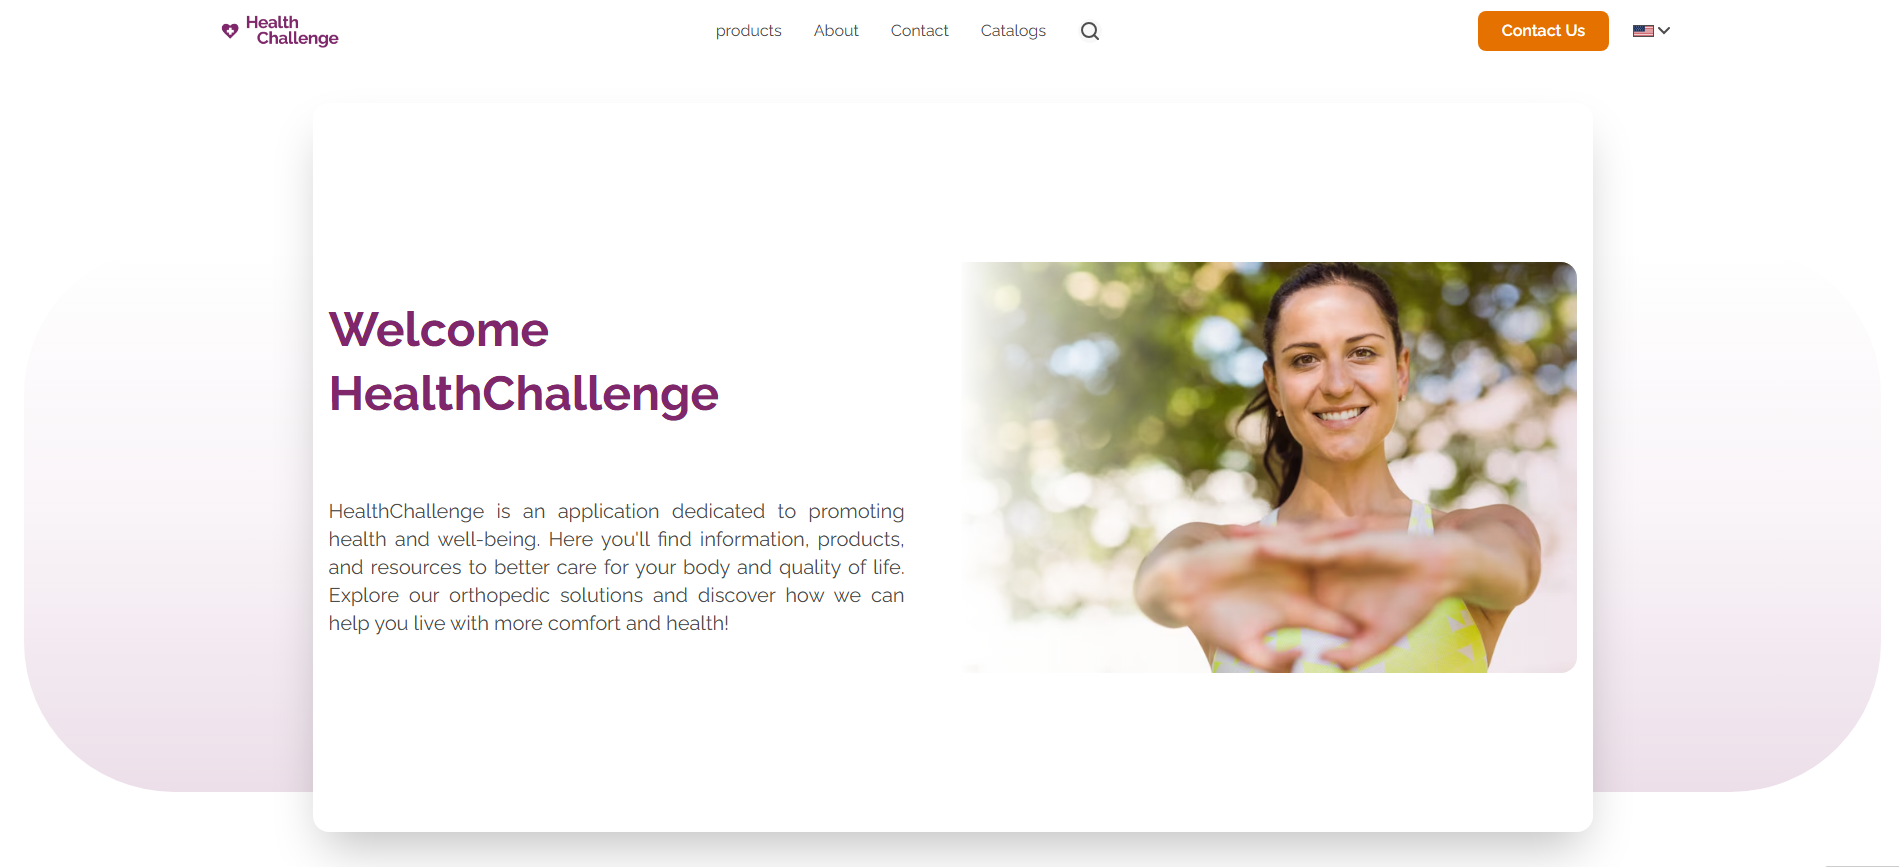 Health
Challenge
products
About
Contact
Catalogs
Contact Us
Welcome
HealthChallenge
HealthChallenge is an application dedicated to promoting
health and well-being. Here you'll find information, products,
and resources to better care for your body and quality of life.
Explore our orthopedic solutions and discover how we can
help you live with more comfort and health!